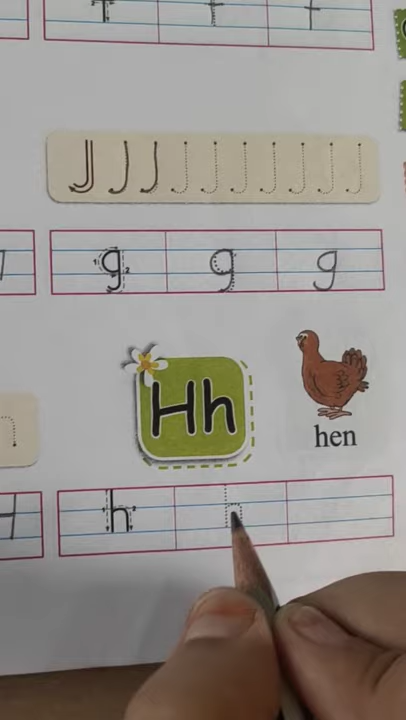 f f f
J J J J J J J J J J
g g g
Hh
hen
H h h